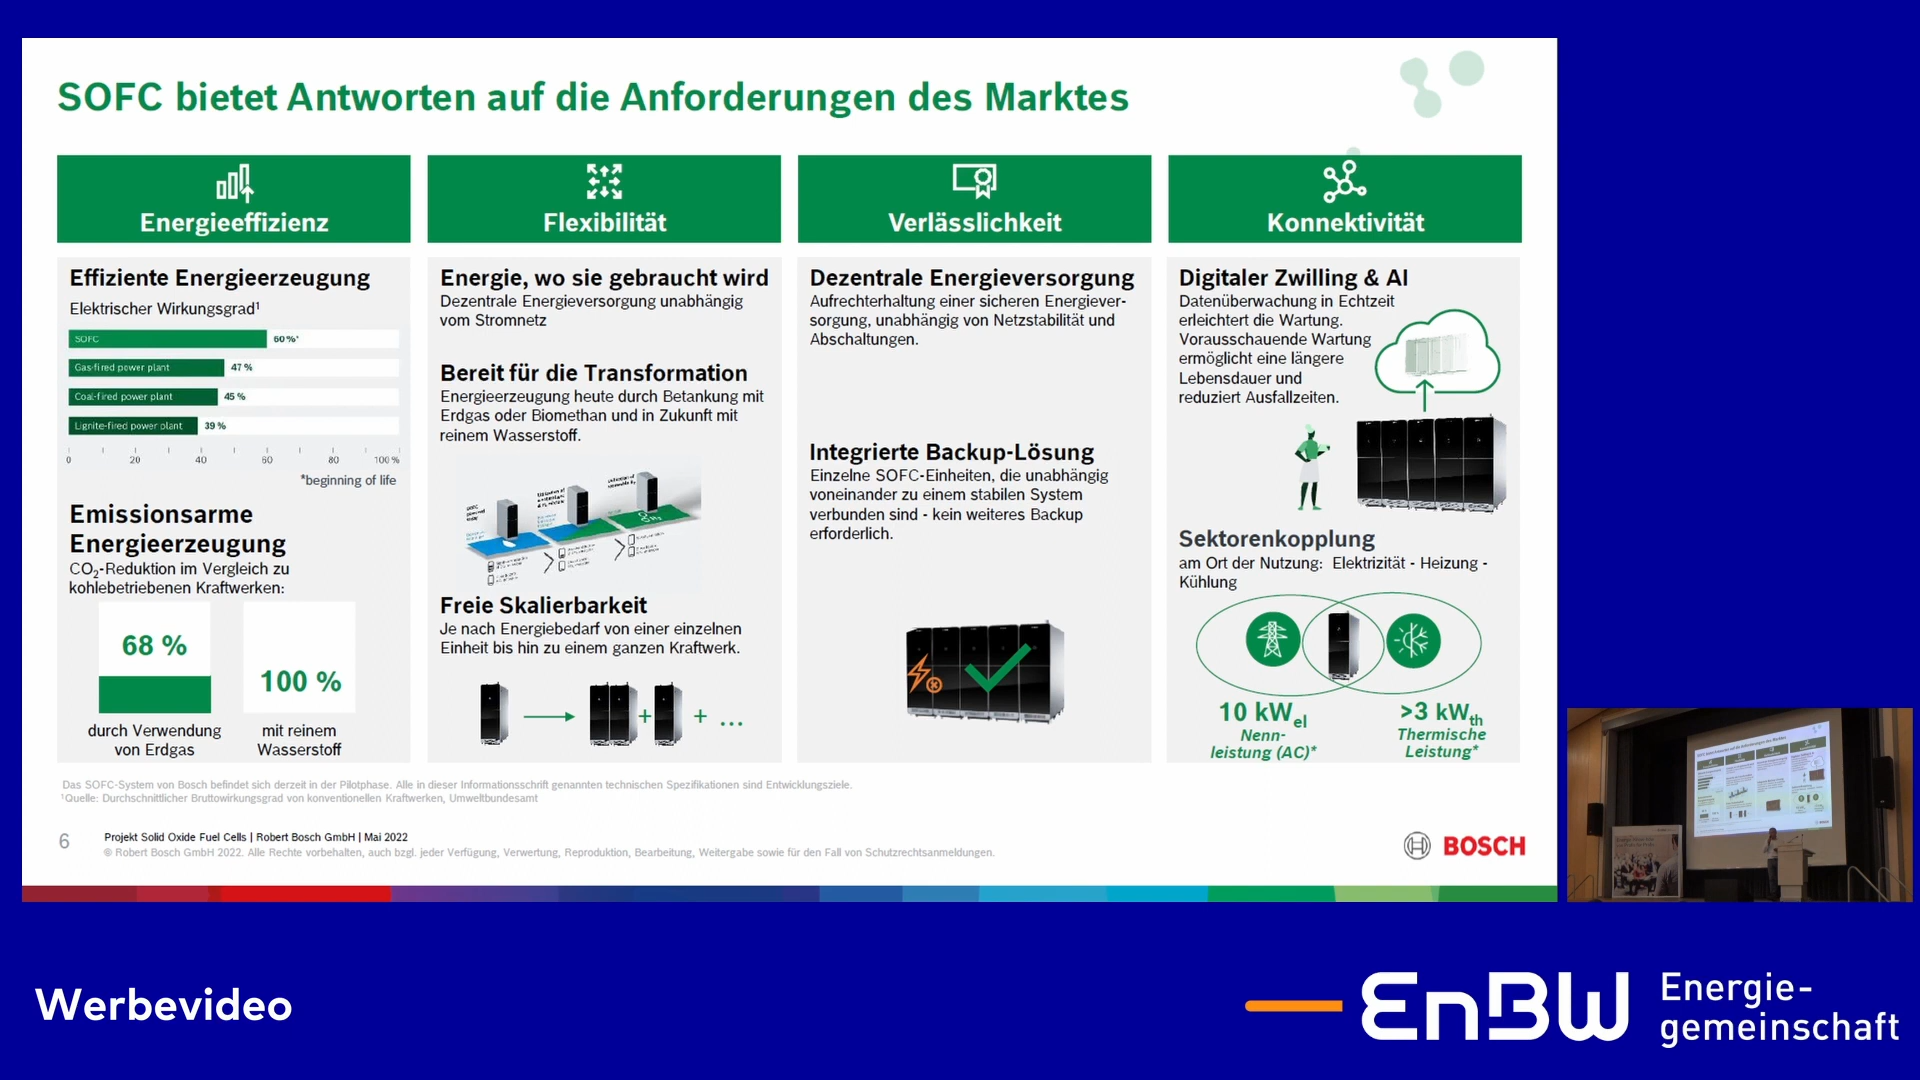 SOFC bietet Antworten auf die Anforderungen des Marktes
Energieeffizienz
Effiziente Energieerzeugung
Elektrischer Wirkungsgrad¹
SOFC 60 %*
Gas-fired power plant 47 %
Coal-fired power plant 45 %
Lignite-fired power plant 39 %
0 20 40 60 80 100 %
*beginning of life
Emissionsarme
Energieerzeugung
CO₂-Reduktion im Vergleich zu
kohlebetriebenen Kraftwerken:
68 %
100 %
durch Verwendung
von Erdgas
mit reinem
Wasserstoff
Flexibilität
Energie, wo sie gebraucht wird
Dezentrale Energieversorgung unabhängig
vom Stromnetz
Bereit für die Transformation
Energieerzeugung heute durch Betankung mit
Erdgas oder Biomethan und in Zukunft mit
reinem Wasserstoff.
Freie Skalierbarkeit
Je nach Energiebedarf von einer einzelnen
Einheit bis hin zu einem ganzen Kraftwerk.
+ + ...
Verlässlichkeit
Dezentrale Energieversorgung
Aufrechterhaltung einer sicheren Energiever-
sorgung, unabhängig von Netzstabilität und
Abschaltungen.
Integrierte Backup-Lösung
Einzelne SOFC-Einheiten, die unabhängig
voneinander zu einem stabilen System
verbunden sind - kein weiteres Backup
erforderlich.
Konnektivität
Digitaler Zwilling & AI
Datenüberwachung in Echtzeit
erleichtert die Wartung.
Vorausschauende Wartung
ermöglicht eine längere
Lebensdauer und
reduziert Ausfallzeiten.
Sektorenkopplung
am Ort der Nutzung: Elektrizität - Heizung -
Kühlung
10 kWel
Nenn-
leistung (AC)*
>3 kWth
Thermische
Leistung*
Das SOFC-System von Bosch befindet sich derzeit in der Pilotphase. Alle in dieser Informationsschrift genannten technischen Spezifikationen sind Entwicklungsziele.
¹Quelle: Durchschnittlicher Bruttowirkungsgrad von konventionellen Kraftwerken, Umweltbundesamt
6
Projekt Solid Oxide Fuel Cells | Robert Bosch GmbH | Mai 2022
© Robert Bosch GmbH 2022. Alle Rechte vorbehalten, auch bzgl. jeder Verfügung, Verwertung, Reproduktion, Bearbeitung, Weitergabe sowie für den Fall von Schutzrechtsanmeldungen.
BOSCH
Werbevideo
EnBW
Energie-
gemeinschaft